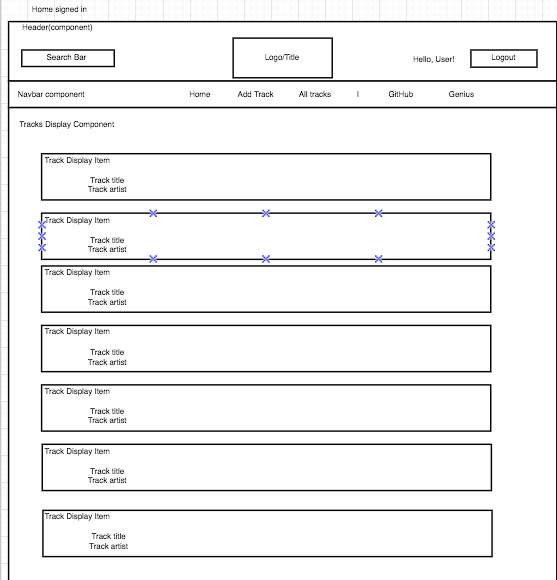 Home signed in
Header(component)
Search Bar
Logo/Title
Hello, User!
Logout
Navbar component
Home
Add Track
All tracks
|
GitHub
Genius
Tracks Display Component
Track Display Item
Track title
Track artist
Track Display Item
Track title
Track artist
Track Display Item
Track title
Track artist
Track Display Item
Track title
Track artist
Track Display Item
Track title
Track artist
Track Display Item
Track title
Track artist
Track Display Item
Track title
Track artist